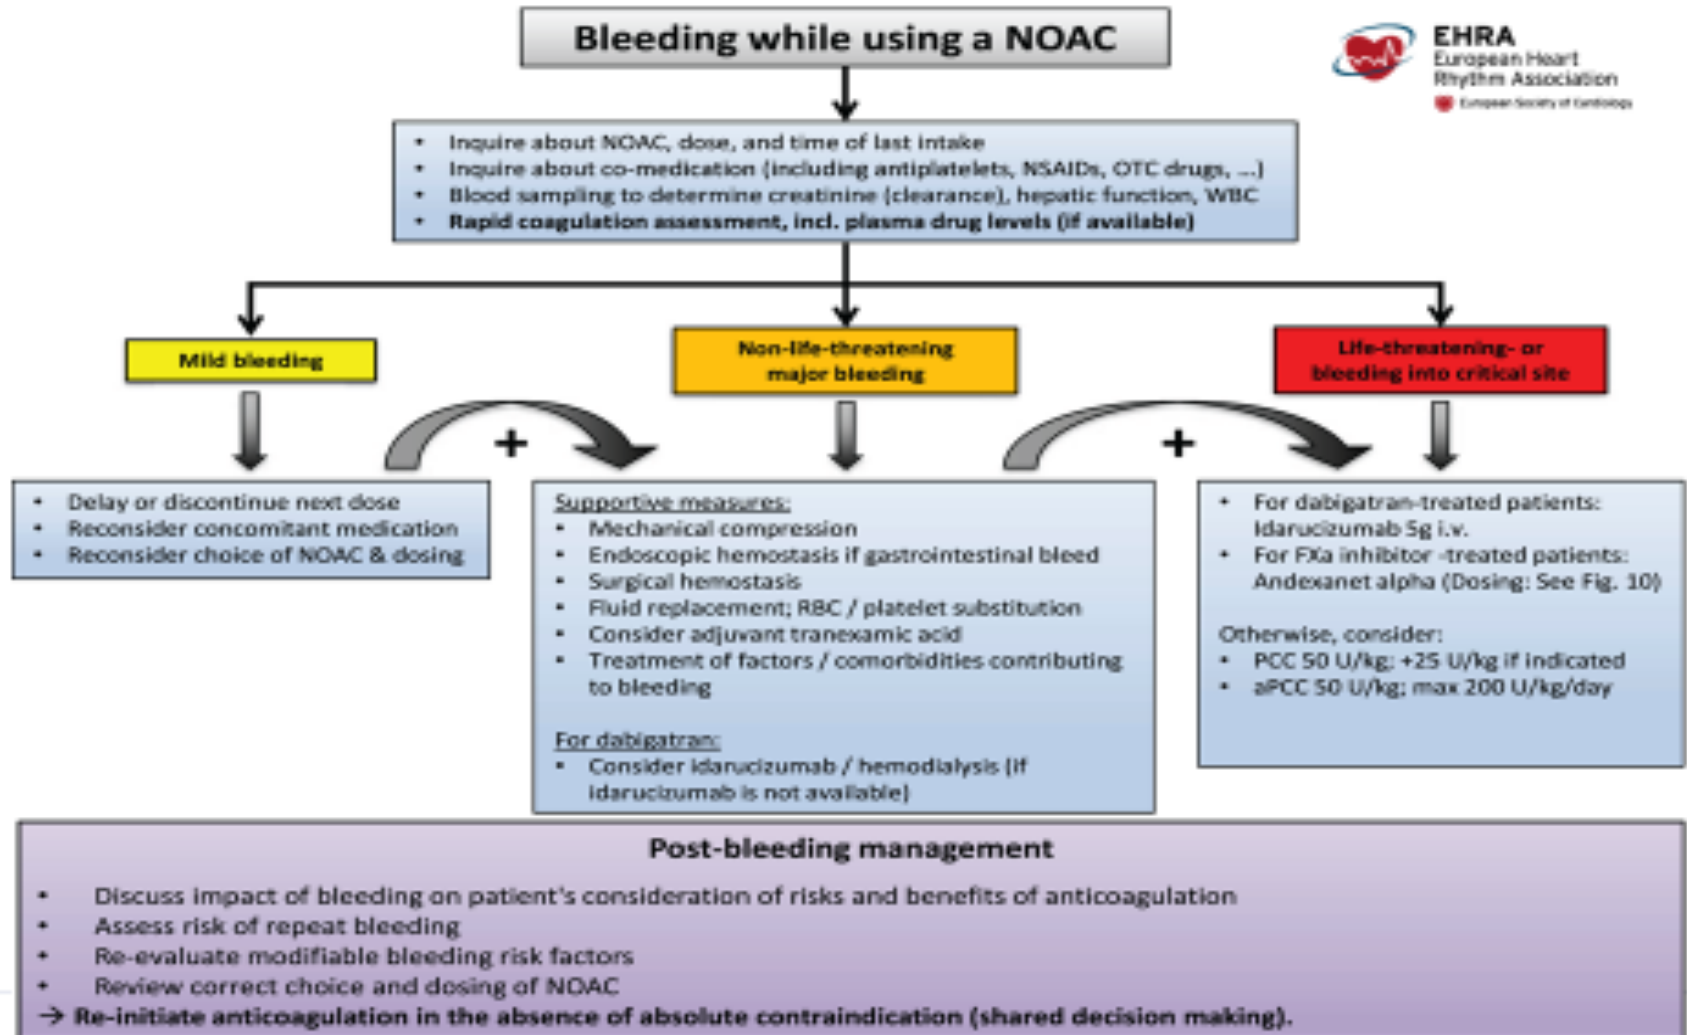 Bleeding while using a NOAC
EHRA
European Heart
Rhythm Association
European Society of Cardiology
• Inquire about NOAC, dose, and time of last intake
• Inquire about co-medication (including antiplatelets, NSAIDs, OTC drugs, ...)
• Blood sampling to determine creatinine (clearance), hepatic function, WBC
• Rapid coagulation assessment, incl. plasma drug levels (if available)
Mild bleeding
Non-life-threatening
major bleeding
Life-threatening- or
bleeding into critical site
+
+
• Delay or discontinue next dose
• Reconsider concomitant medication
• Reconsider choice of NOAC & dosing
Supportive measures:
• Mechanical compression
• Endoscopic hemostasis if gastrointestinal bleed
• Surgical hemostasis
• Fluid replacement; RBC / platelet substitution
• Consider adjuvant tranexamic acid
• Treatment of factors / comorbidities contributing
to bleeding
For dabigatran:
• Consider idarucizumab / hemodialysis (if
idarucizumab is not available)
• For dabigatran-treated patients:
Idarucizumab 5g i.v.
• For FXa inhibitor -treated patients:
Andexanet alpha (Dosing: See Fig. 10)
Otherwise, consider:
• PCC 50 U/kg; +25 U/kg if indicated
• aPCC 50 U/kg; max 200 U/kg/day
Post-bleeding management
• Discuss impact of bleeding on patient's consideration of risks and benefits of anticoagulation
• Assess risk of repeat bleeding
• Re-evaluate modifiable bleeding risk factors
• Review correct choice and dosing of NOAC
→ Re-initiate anticoagulation in the absence of absolute contraindication (shared decision making).